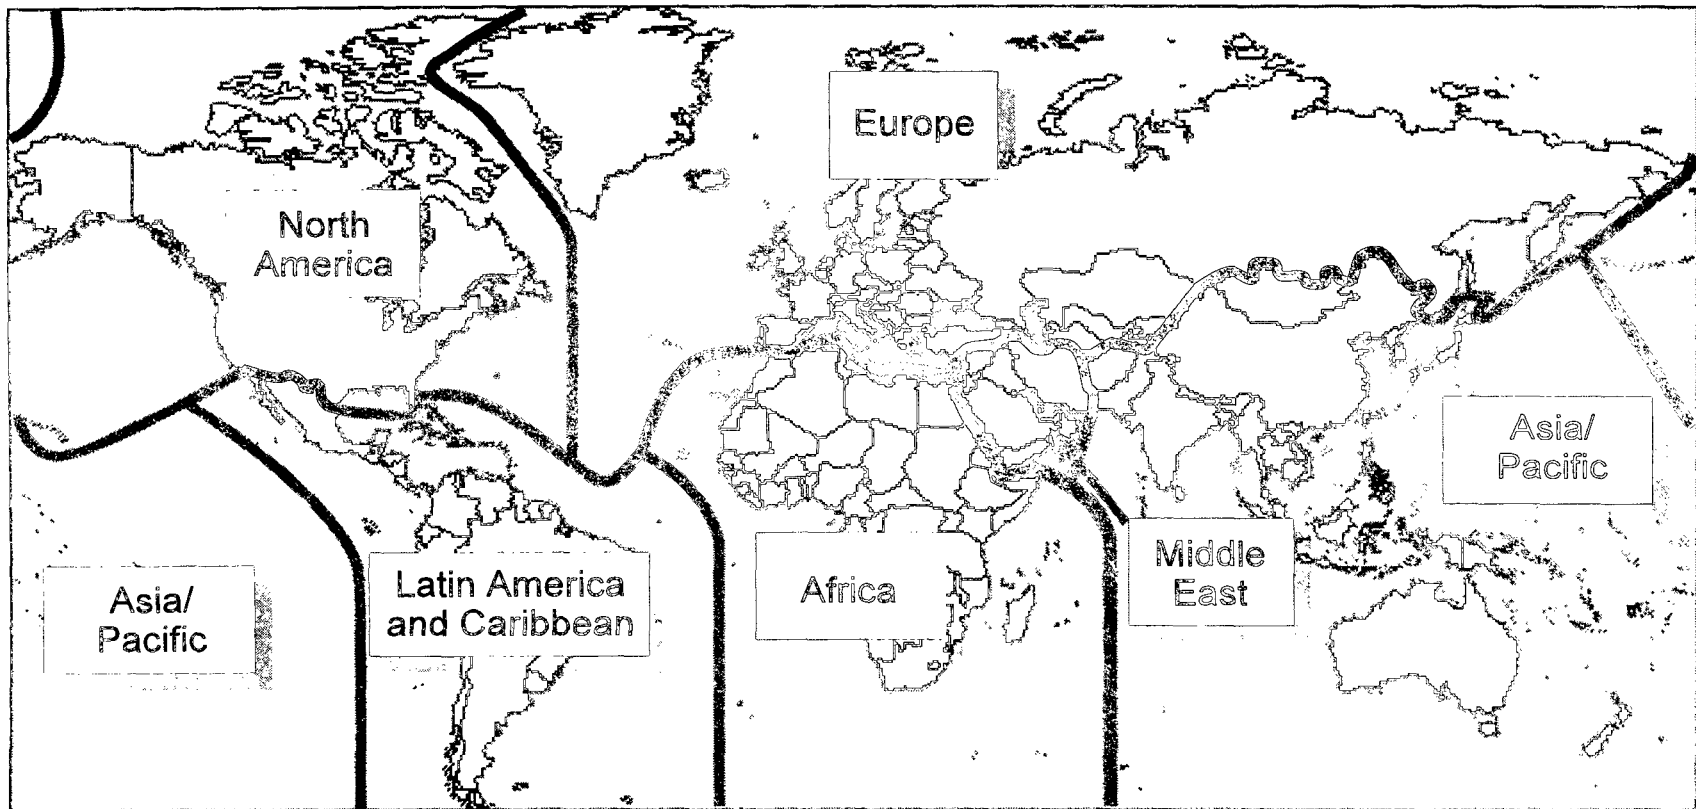 Europe
North
America
Asia/
Pacific
Middle
East
Latin America
and Caribbean
Africa
Asia/
Pacific